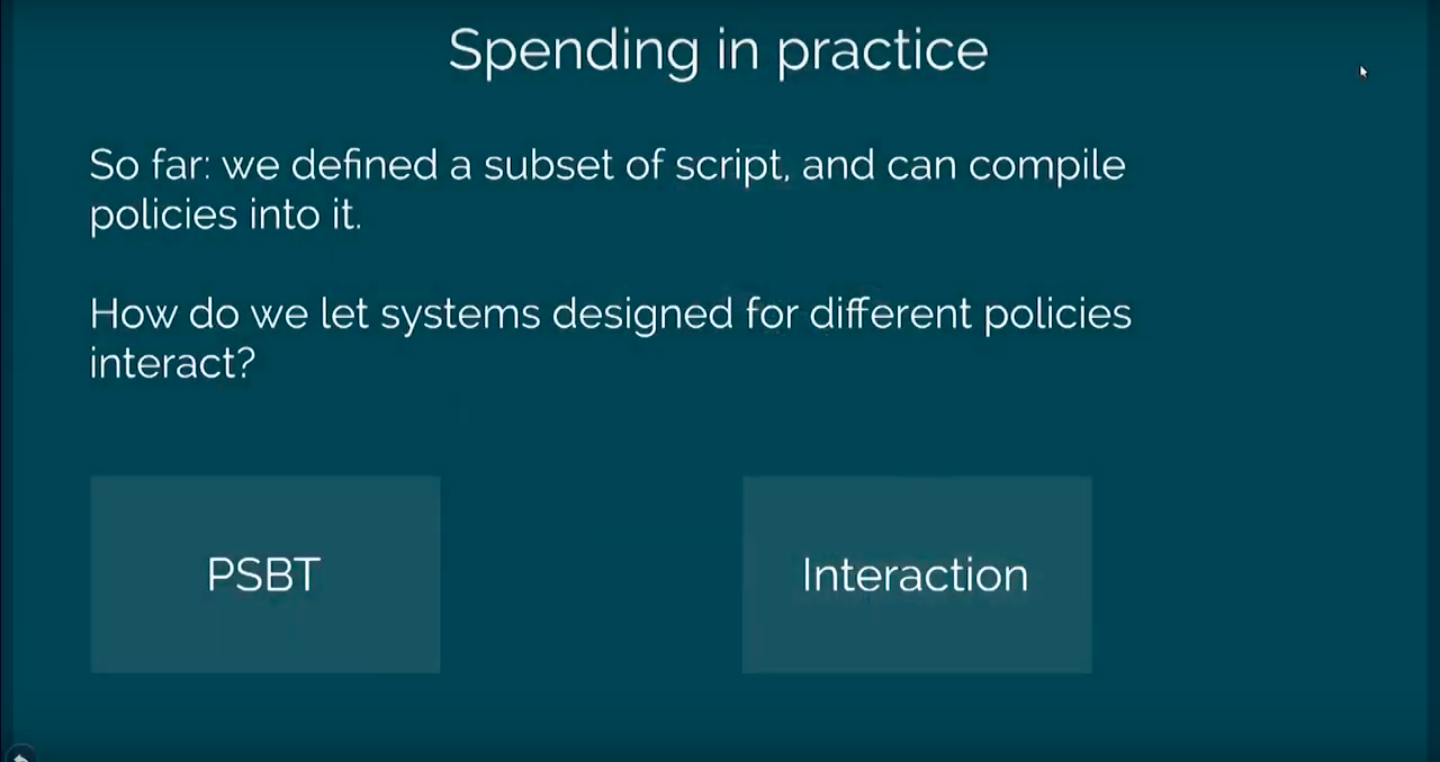 Spending in practice
So far: we defined a subset of script, and can compile
policies into it.
How do we let systems designed for different policies
interact?
PSBT
Interaction